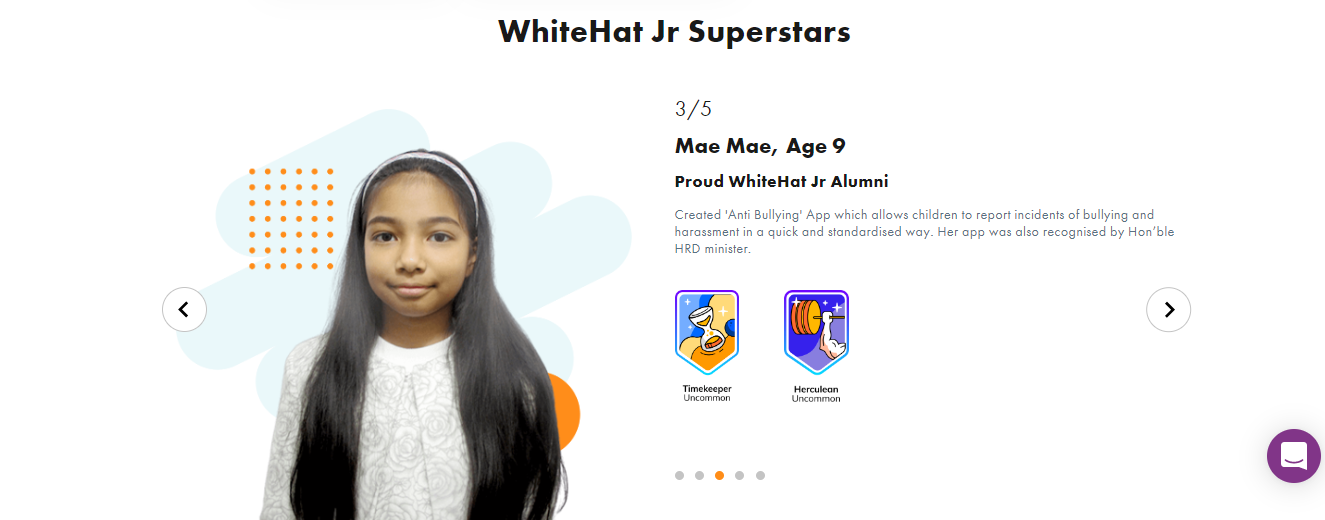 WhiteHat Jr Superstars
3/5
Mae Mae, Age 9
Proud WhiteHat Jr Alumni
Created 'Anti Bullying' App which allows children to report incidents of bullying and
harassment in a quick and standardised way. Her app was also recognised by Hon’ble
HRD minister.
Timekeeper
Uncommon
Herculean
Uncommon